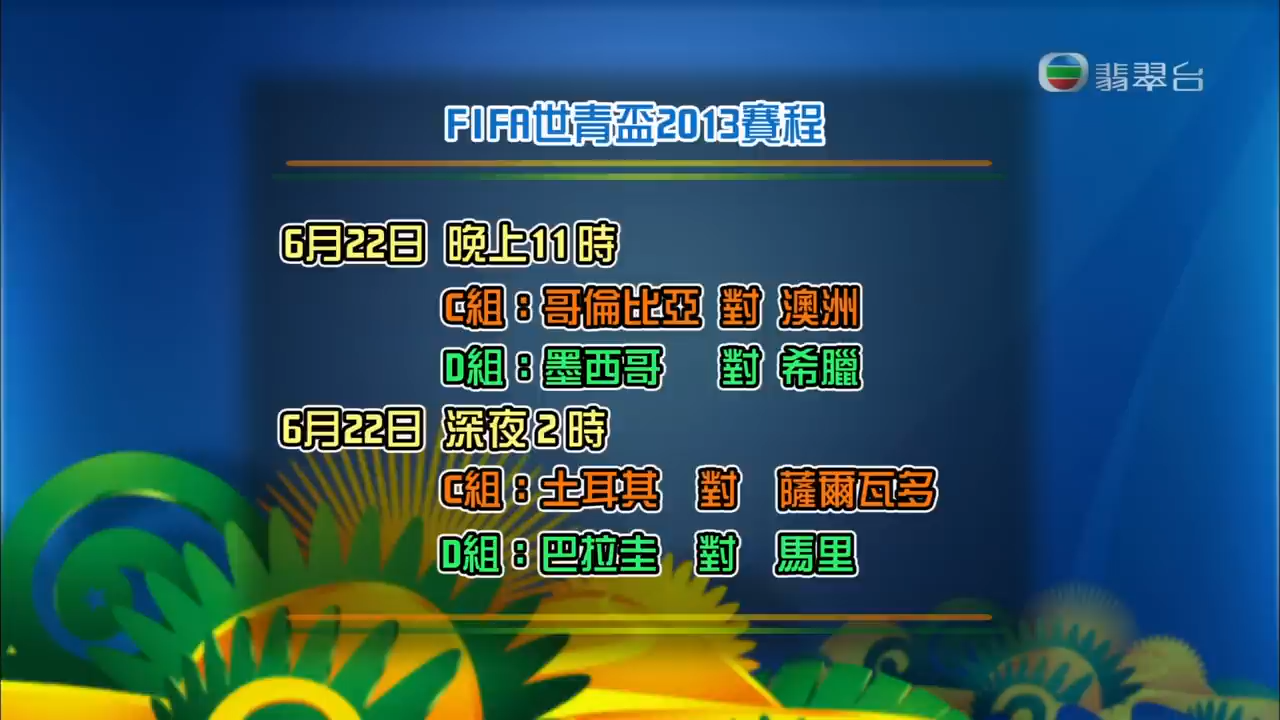 翡翠台
FIFA世青盃2013賽程
6月22日 晚上11時
C組：哥倫比亞 對 澳洲
D組：墨西哥 對 希臘
6月22日 深夜2時
C組：土耳其 對 薩爾瓦多
D組：巴拉圭 對 馬里